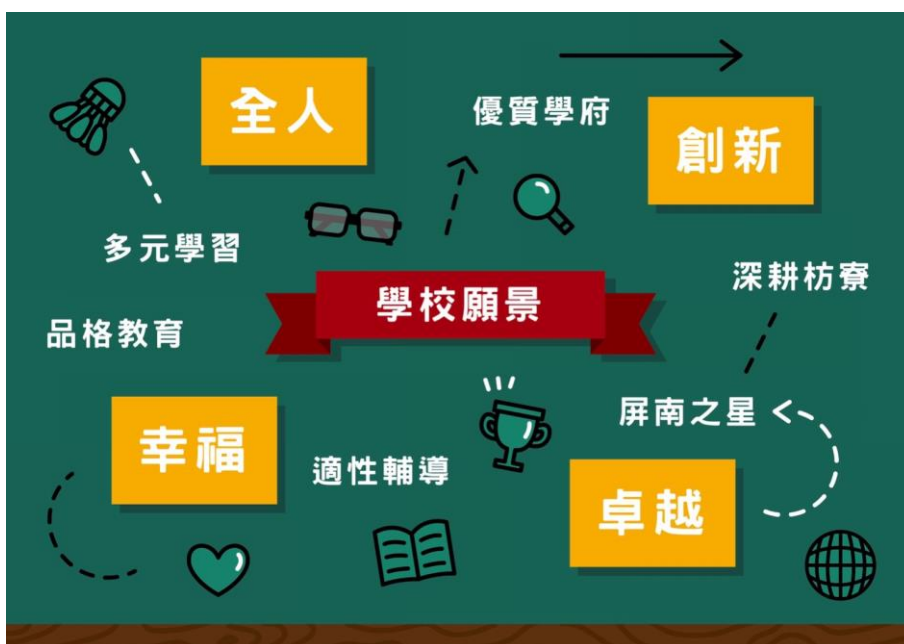 全人
優質學府
創新
多元學習
深耕枋寮
學校願景
品格教育
屏南之星
幸福
適性輔導
卓越